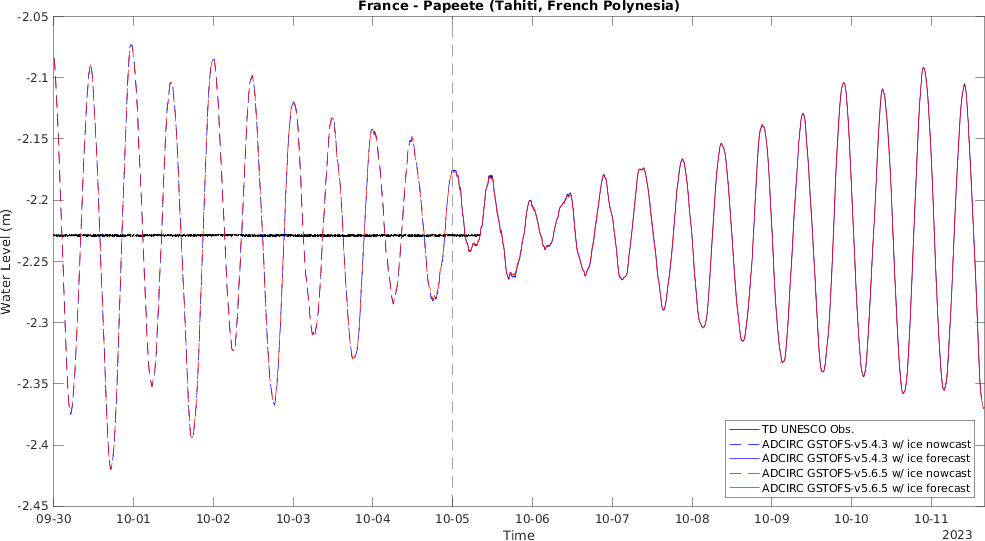 France - Papeete (Tahiti, French Polynesia)
Water Level (m)
-2.05
-2.1
-2.15
-2.2
-2.25
-2.3
-2.35
-2.4
-2.45
TD UNESCO Obs.
ADCIRC GSTOFS-v5.4.3 w/ ice nowcast
ADCIRC GSTOFS-v5.4.3 w/ ice forecast
ADCIRC GSTOFS-v5.6.5 w/ ice nowcast
ADCIRC GSTOFS-v5.6.5 w/ ice forecast
09-30 10-01 10-02 10-03 10-04 10-05 10-06 10-07 10-08 10-09 10-10 10-11
Time
2023